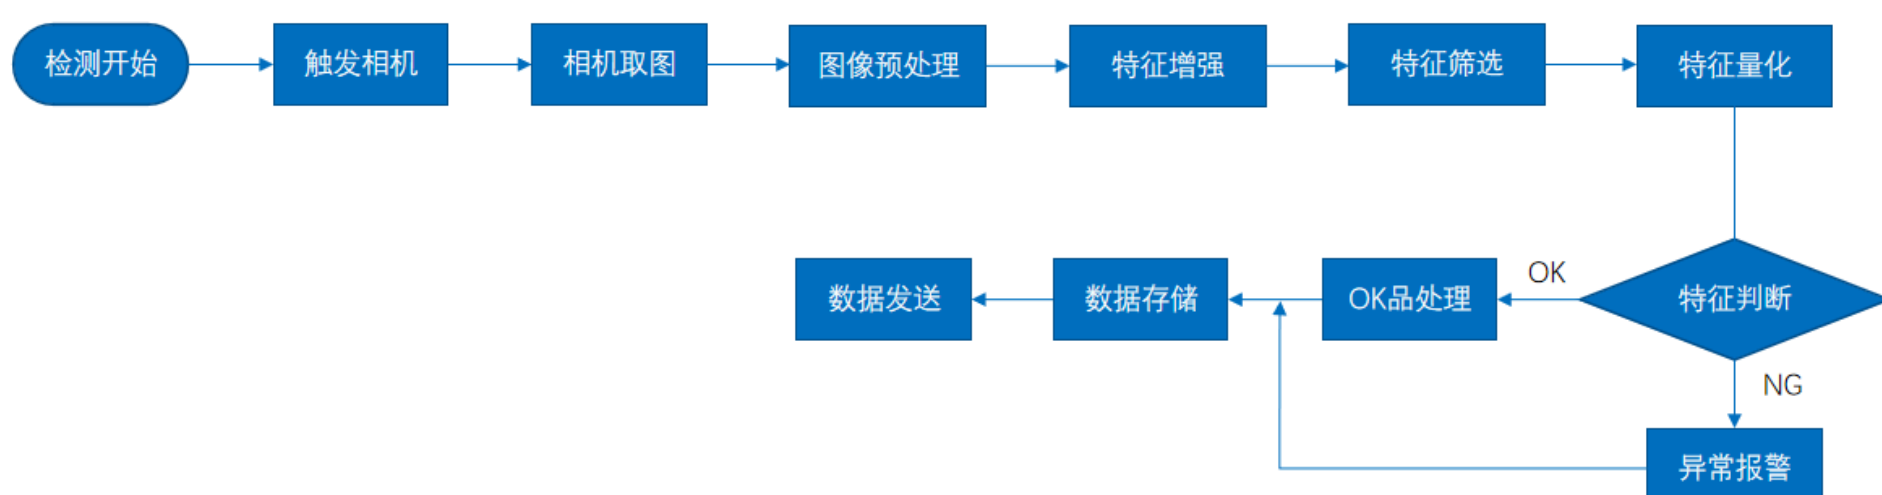 检测开始
触发相机
相机取图
图像预处理
特征增强
特征筛选
特征量化
数据发送
数据存储
OK品处理
OK
特征判断
NG
异常报警